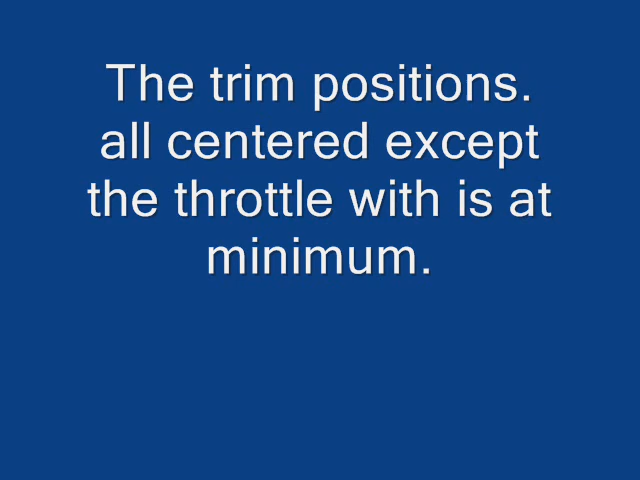 The trim positions.
all centered except
the throttle with is at
minimum.